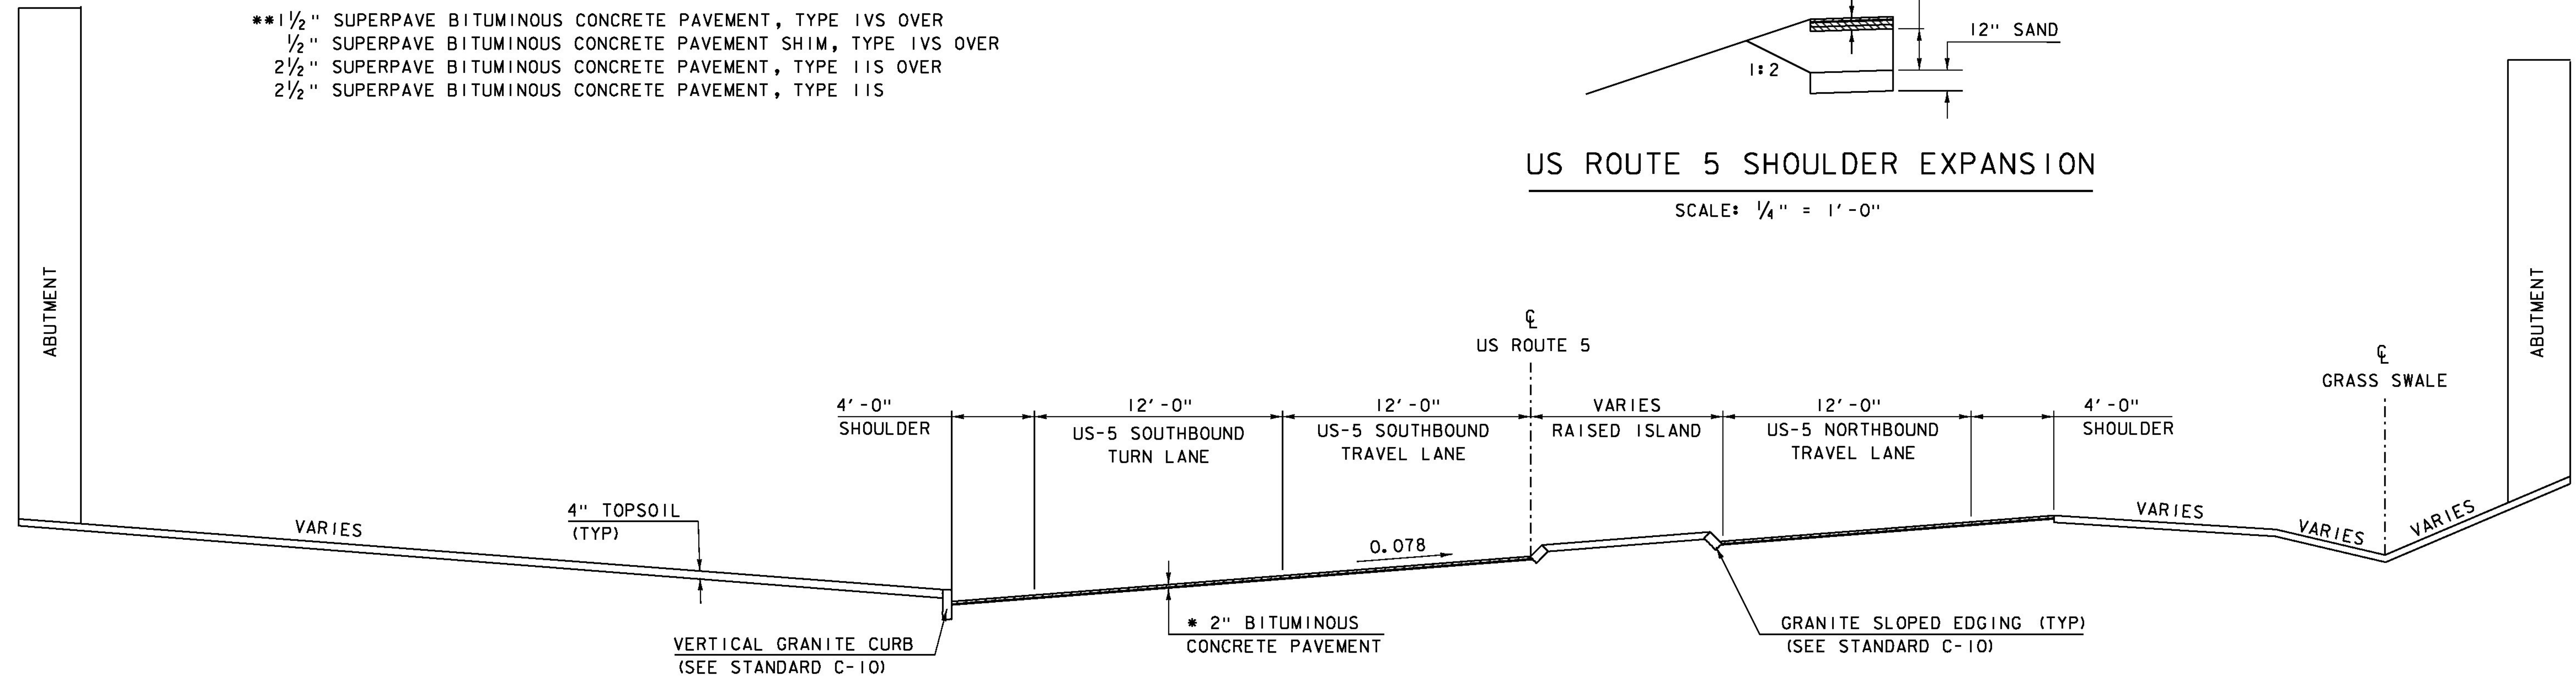 **1½" SUPERPAVE BITUMINOUS CONCRETE PAVEMENT, TYPE IVS OVER
½" SUPERPAVE BITUMINOUS CONCRETE PAVEMENT SHIM, TYPE IVS OVER
2½" SUPERPAVE BITUMINOUS CONCRETE PAVEMENT, TYPE IIS OVER
2½" SUPERPAVE BITUMINOUS CONCRETE PAVEMENT, TYPE IIS
12" SAND
1:2
US ROUTE 5 SHOULDER EXPANSION
SCALE: ¼" = 1'-0"
ABUTMENT
ABUTMENT
℄
US ROUTE 5
℄
GRASS SWALE
4'-0"
SHOULDER
12'-0"
US-5 SOUTHBOUND
TURN LANE
12'-0"
US-5 SOUTHBOUND
TRAVEL LANE
VARIES
RAISED ISLAND
12'-0"
US-5 NORTHBOUND
TRAVEL LANE
4'-0"
SHOULDER
VARIES
4" TOPSOIL
(TYP)
0.078
VARIES
VARIES
VARIES
VERTICAL GRANITE CURB
(SEE STANDARD C-10)
* 2" BITUMINOUS
CONCRETE PAVEMENT
GRANITE SLOPED EDGING (TYP)
(SEE STANDARD C-10)